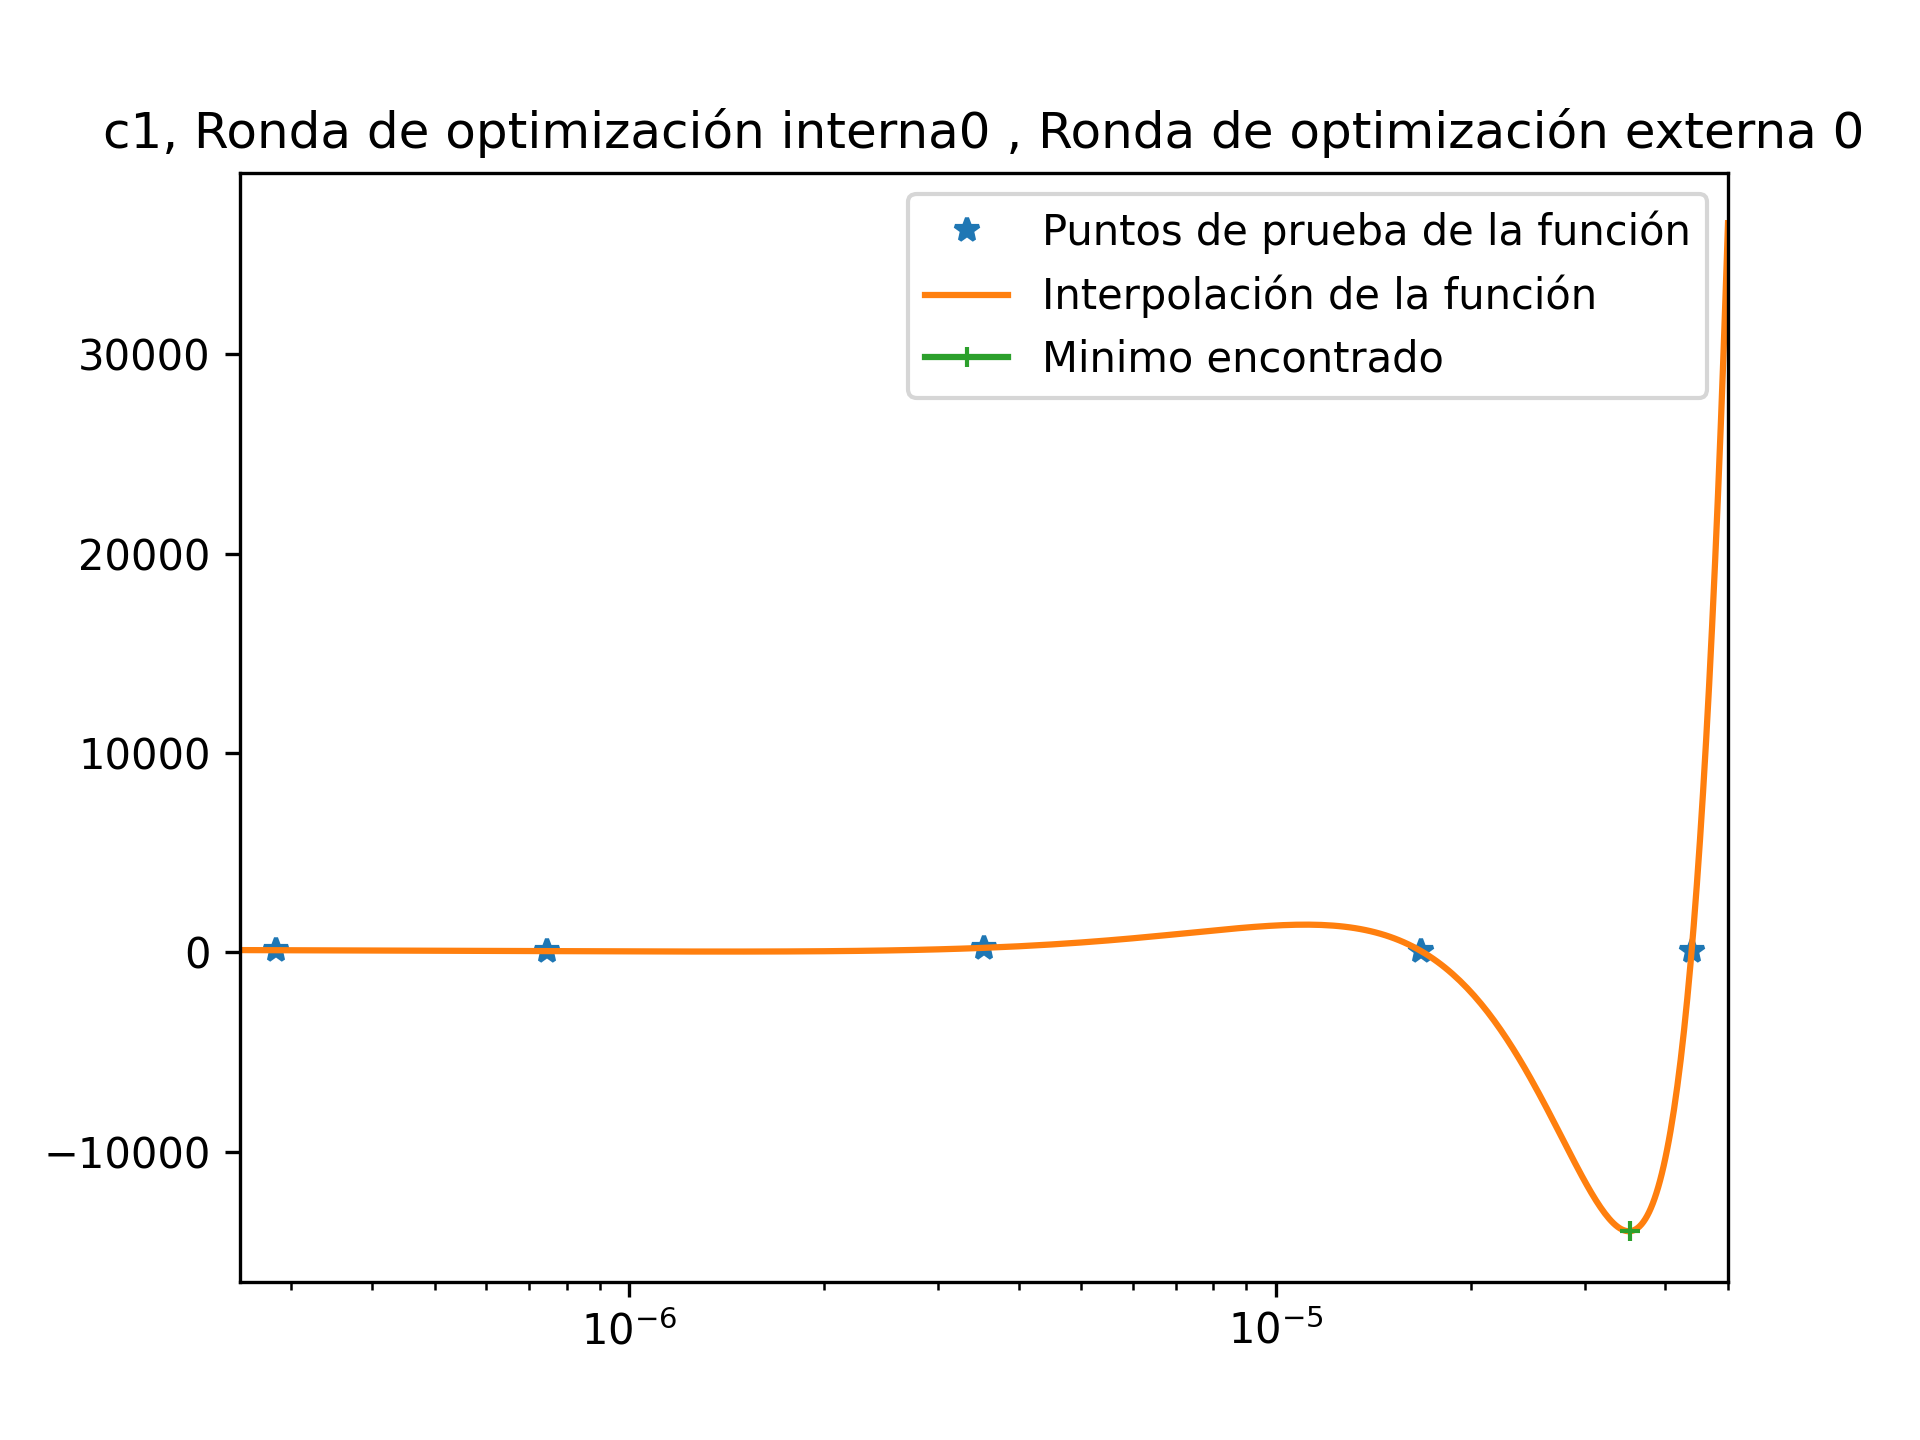 c1, Ronda de optimización interna0 , Ronda de optimización externa 0
Puntos de prueba de la función
Interpolación de la función
Minimo encontrado
30000
20000
10000
0
−10000
10⁻⁶
10⁻⁵